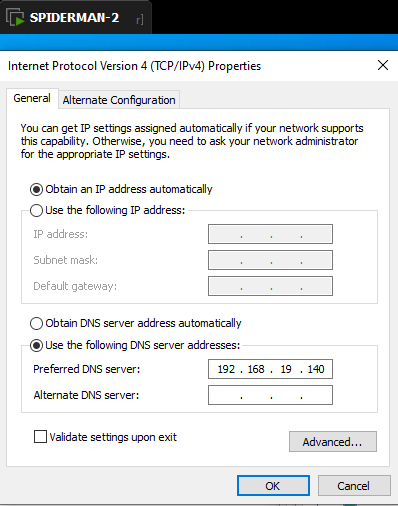 SPIDERMAN-2
Internet Protocol Version 4 (TCP/IPv4) Properties
General
Alternate Configuration
You can get IP settings assigned automatically if your network supports
this capability. Otherwise, you need to ask your network administrator
for the appropriate IP settings.
Obtain an IP address automatically
Use the following IP address:
IP address:
Subnet mask:
Default gateway:
Obtain DNS server address automatically
Use the following DNS server addresses:
Preferred DNS server: 192 . 168 . 19 . 140
Alternate DNS server:
Validate settings upon exit
Advanced...
OK
Cancel